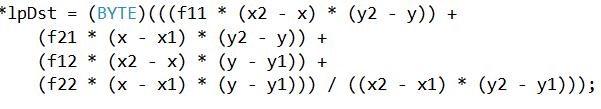 *lpDst = (BYTE)(((f11 * (x2 - x) * (y2 - y)) +
(f21 * (x - x1) * (y2 - y)) +
(f12 * (x2 - x) * (y - y1)) +
(f22 * (x - x1) * (y - y1))) / ((x2 - x1) * (y2 - y1)));